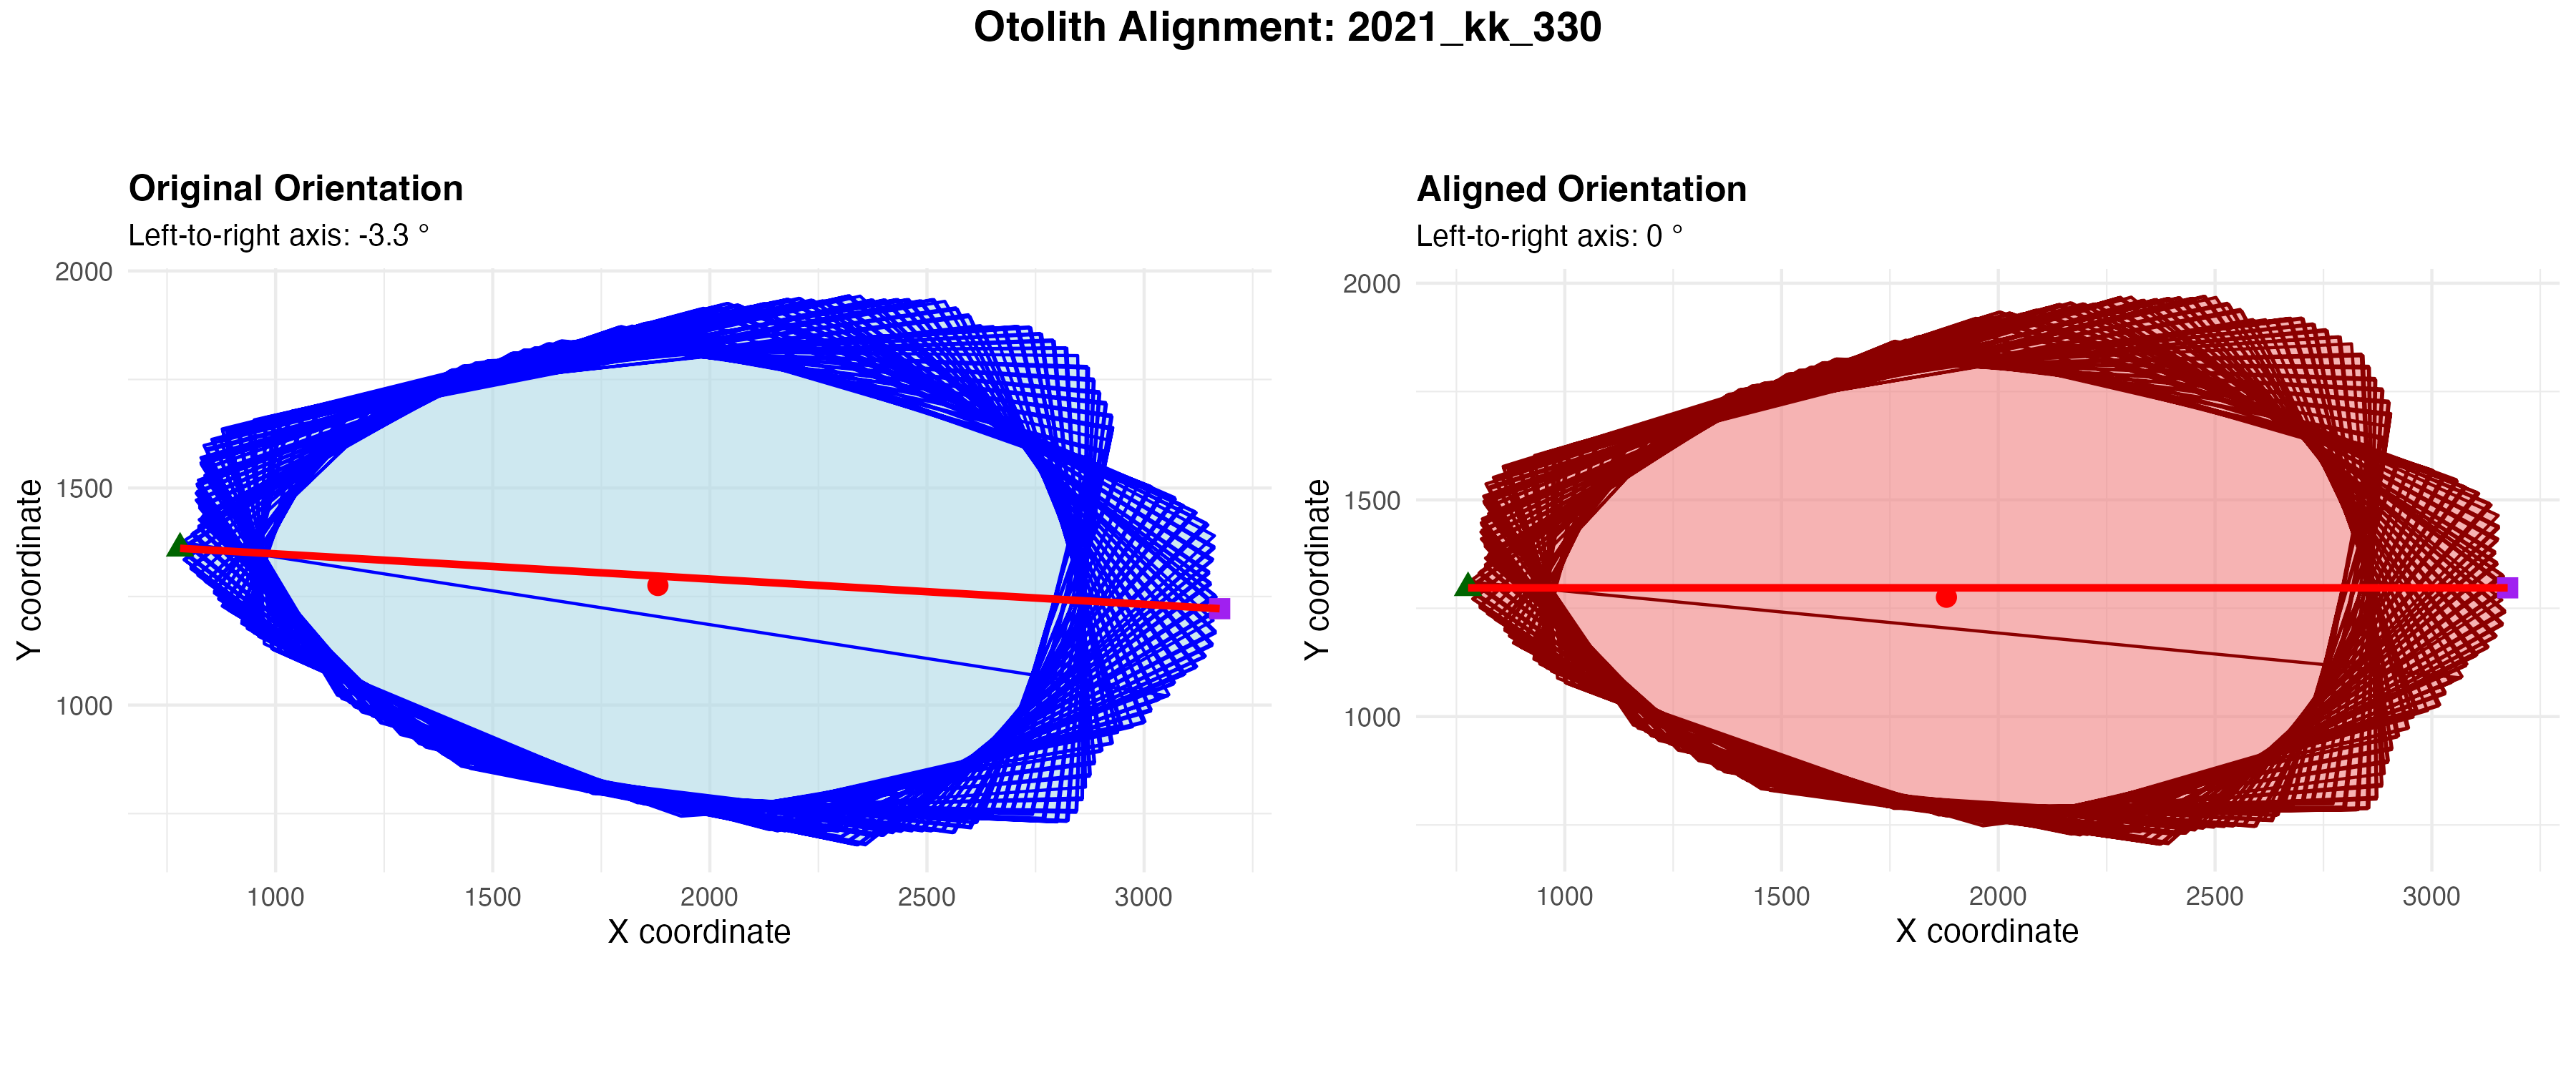 Otolith Alignment: 2021_kk_330
Original Orientation
Left-to-right axis: -3.3 °
2000
1500
1000
Y coordinate
1000 1500 2000 2500 3000
X coordinate
Aligned Orientation
Left-to-right axis: 0 °
2000
1500
1000
Y coordinate
1000 1500 2000 2500 3000
X coordinate